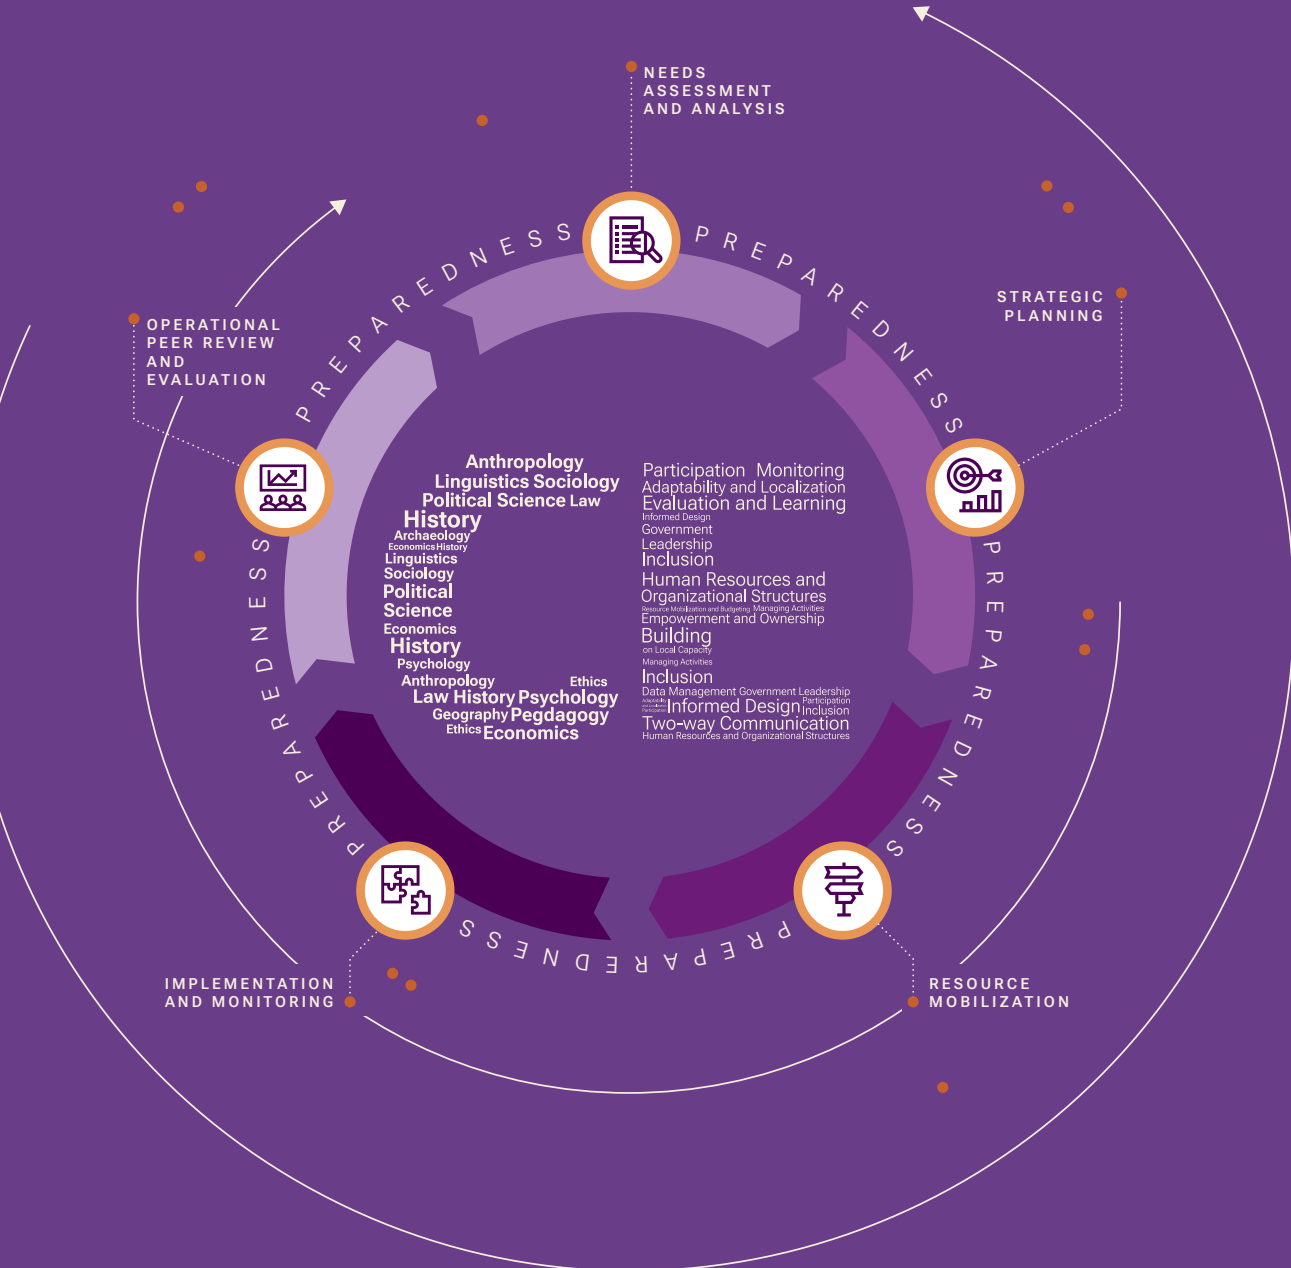 NEEDS
ASSESSMENT
AND ANALYSIS
STRATEGIC
PLANNING
RESOURCE
MOBILIZATION
IMPLEMENTATION
AND MONITORING
OPERATIONAL
PEER REVIEW
AND
EVALUATION
PREPAREDNESS
PREPAREDNESS
PREPAREDNESS
PREPAREDNESS
PREPAREDNESS
Anthropology
Linguistics Sociology
Political Science Law
History
Archaeology
Economics History
Linguistics
Sociology
Political
Science
Economics
History
Psychology
Anthropology Ethics
Law History Psychology
Geography Pegdagogy
Ethics Economics
Participation Monitoring
Adaptability and Localization
Evaluation and Learning
Informed Design
Government
Leadership
Inclusion
Human Resources and
Organizational Structures
Resource Mobilization and Budgeting Managing Activities
Empowerment and Ownership
Building
on Local Capacity
Managing Activities
Inclusion
Data Management Government Leadership
Adaptability
and Localization
Participation
Informed Design
Participation
Inclusion
Two-way Communication
Human Resources and Organizational Structures